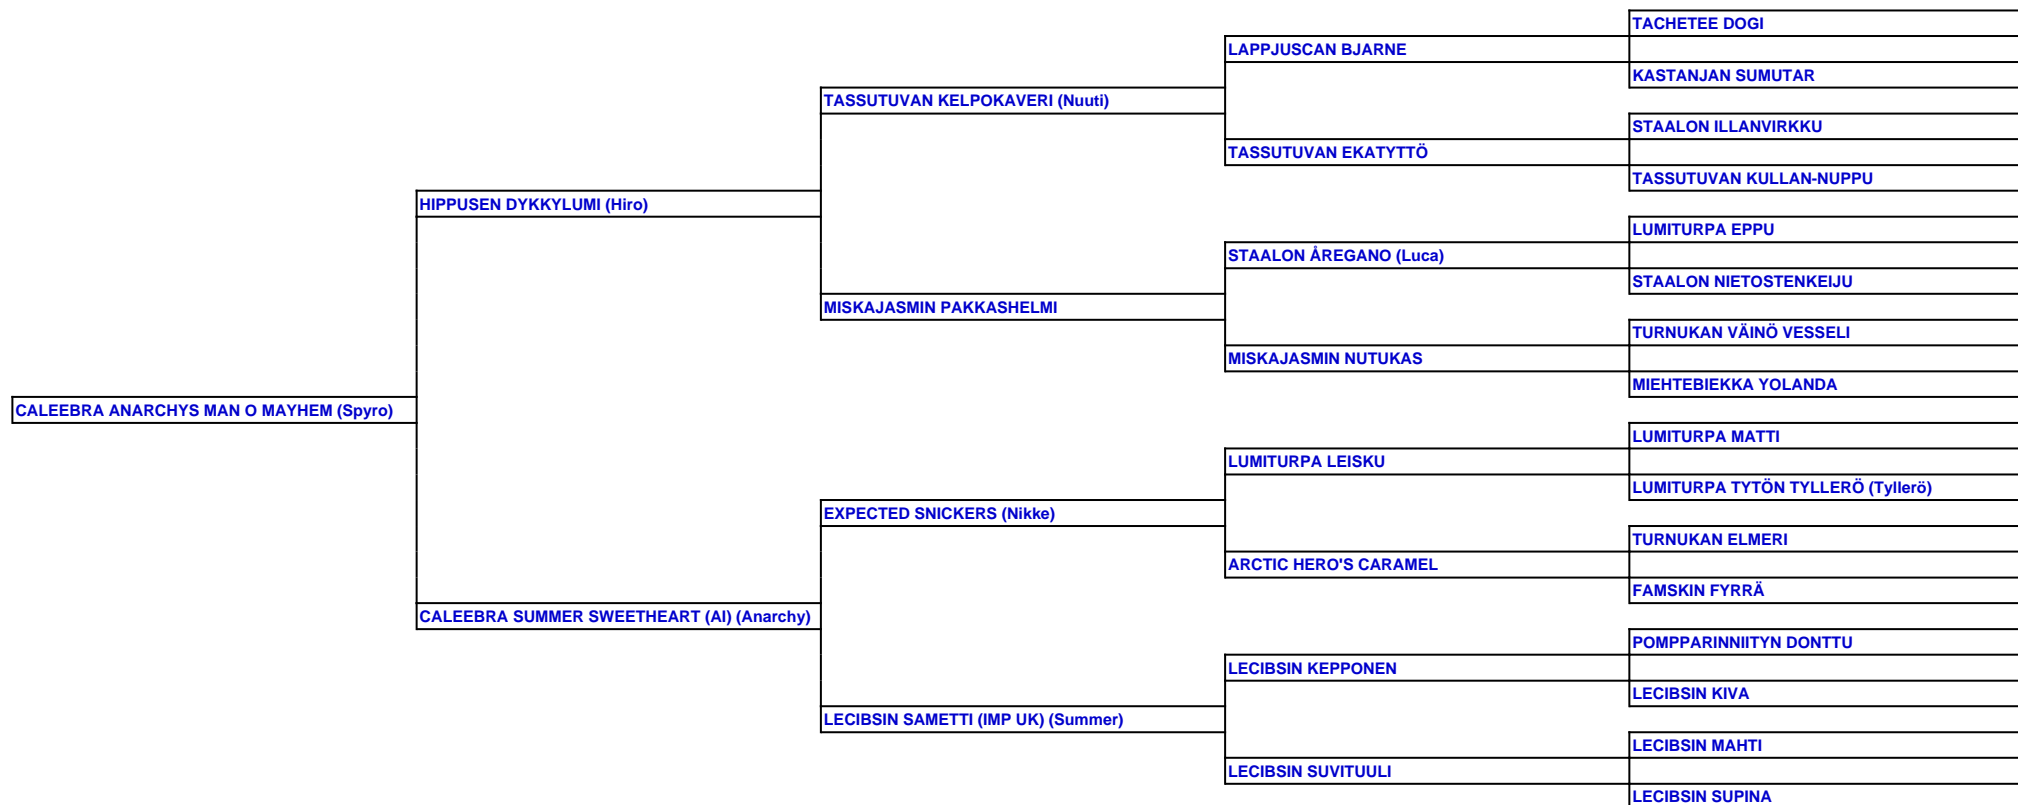 TACHETEE DOGI
LAPPJUSCAN BJARNE
KASTANJAN SUMUTAR
TASSUTUVAN KELPOKAVERI (Nuuti)
STAALON ILLANVIRKKU
TASSUTUVAN EKATYTTÖ
TASSUTUVAN KULLAN-NUPPU
HIPPUSEN DYKKYLUMI (Hiro)
LUMITURPA EPPU
STAALON ÅREGANO (Luca)
STAALON NIETOSTENKEIJU
MISKAJASMIN PAKKASHELMI
TURNUKAN VÄINÖ VESSELI
MISKAJASMIN NUTUKAS
MIEHTEBIEKKA YOLANDA
CALEEBRA ANARCHYS MAN O MAYHEM (Spyro)
LUMITURPA MATTI
LUMITURPA LEISKU
LUMITURPA TYTÖN TYLLERÖ (Tyllerö)
EXPECTED SNICKERS (Nikke)
TURNUKAN ELMERI
ARCTIC HERO'S CARAMEL
FAMSKIN FYRRÄ
CALEEBRA SUMMER SWEETHEART (AI) (Anarchy)
POMPPARINNIITYN DONTTU
LECIBSIN KEPPONEN
LECIBSIN KIVA
LECIBSIN SAMETTI (IMP UK) (Summer)
LECIBSIN MAHTI
LECIBSIN SUVITUULI
LECIBSIN SUPINA